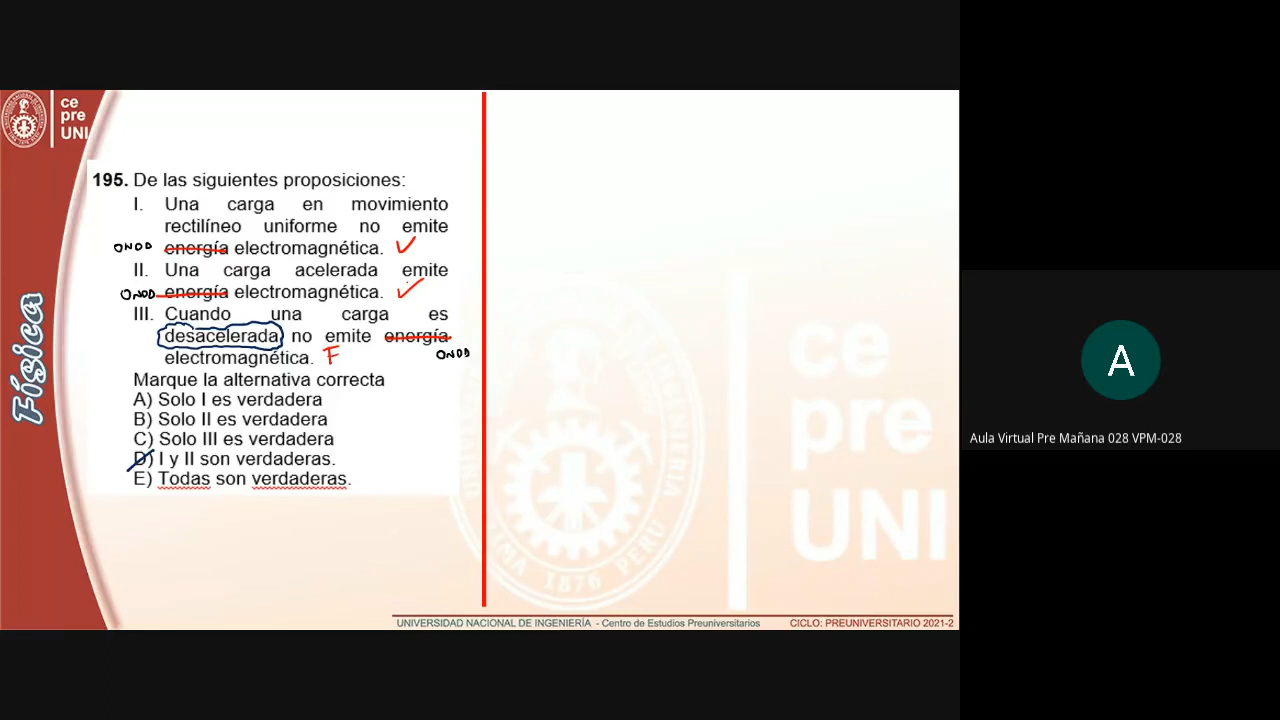 ce
pre
UNI
Física
195. De las siguientes proposiciones:
I. Una carga en movimiento
rectilíneo uniforme no emite
ONDA energía electromagnética.
II. Una carga acelerada emite
ONDA energía electromagnética.
III. Cuando una carga es
desacelerada no emite energía
electromagnética. F ONDA
Marque la alternativa correcta
A) Solo I es verdadera
B) Solo II es verdadera
C) Solo III es verdadera
D) I y II son verdaderas.
E) Todas son verdaderas.
ce
pre
UNI
LIMA 1876 PERU
UNIVERSIDAD NACIONAL DE INGENIERÍA - Centro de Estudios Preuniversitarios CICLO: PREUNIVERSITARIO 2021-2
A
Aula Virtual Pre Mañana 028 VPM-028